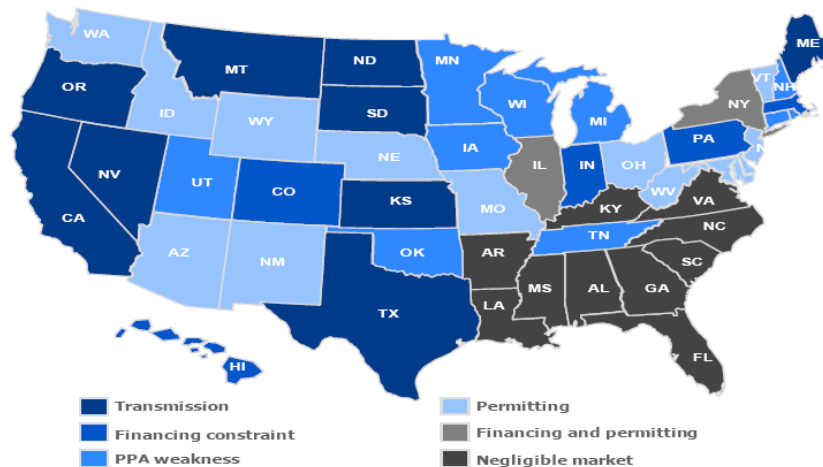 WA
ME
MT
ND
MN
VT
NH
OR
ID
SD
WI
NY
WY
MI
IA
PA
NE
NV
IL
IN
OH
N
UT
CO
WV
VA
CA
KS
MO
KY
NC
TN
AZ
NM
OK
AR
SC
MS
AL
GA
LA
TX
FL
HI
Transmission
Permitting
Financing constraint
Financing and permitting
PPA weakness
Negligible market